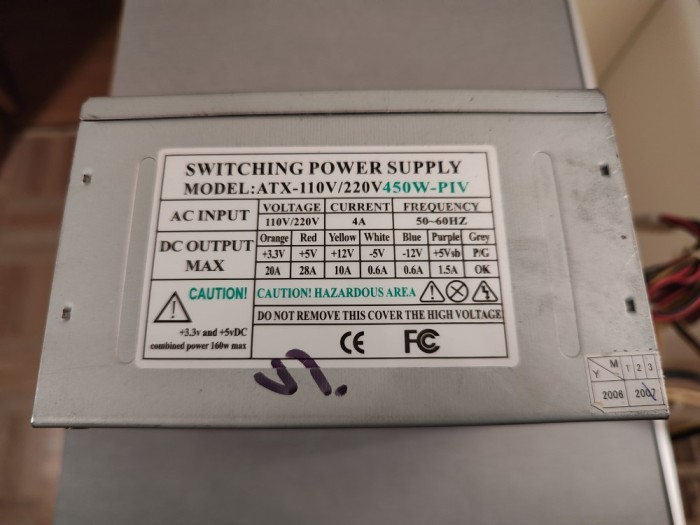 SWITCHING POWER SUPPLY
MODEL:ATX-110V/220V450W-PIV
AC INPUT VOLTAGE CURRENT FREQUENCY
110V/220V 4A 50~60HZ
DC OUTPUT MAX Orange Red Yellow White Blue Purple Grey
+3.3V +5V +12V -5V -12V +5Vsb P/G
20A 28A 10A 0.6A 0.6A 1.5A OK
CAUTION!
+3.3v and +5vDC
combined power 160w max
CAUTION! HAZARDOUS AREA
DO NOT REMOVE THIS COVER THE HIGH VOLTAGE
CE FC
V1.
Y M 1 2 3
2006 2007